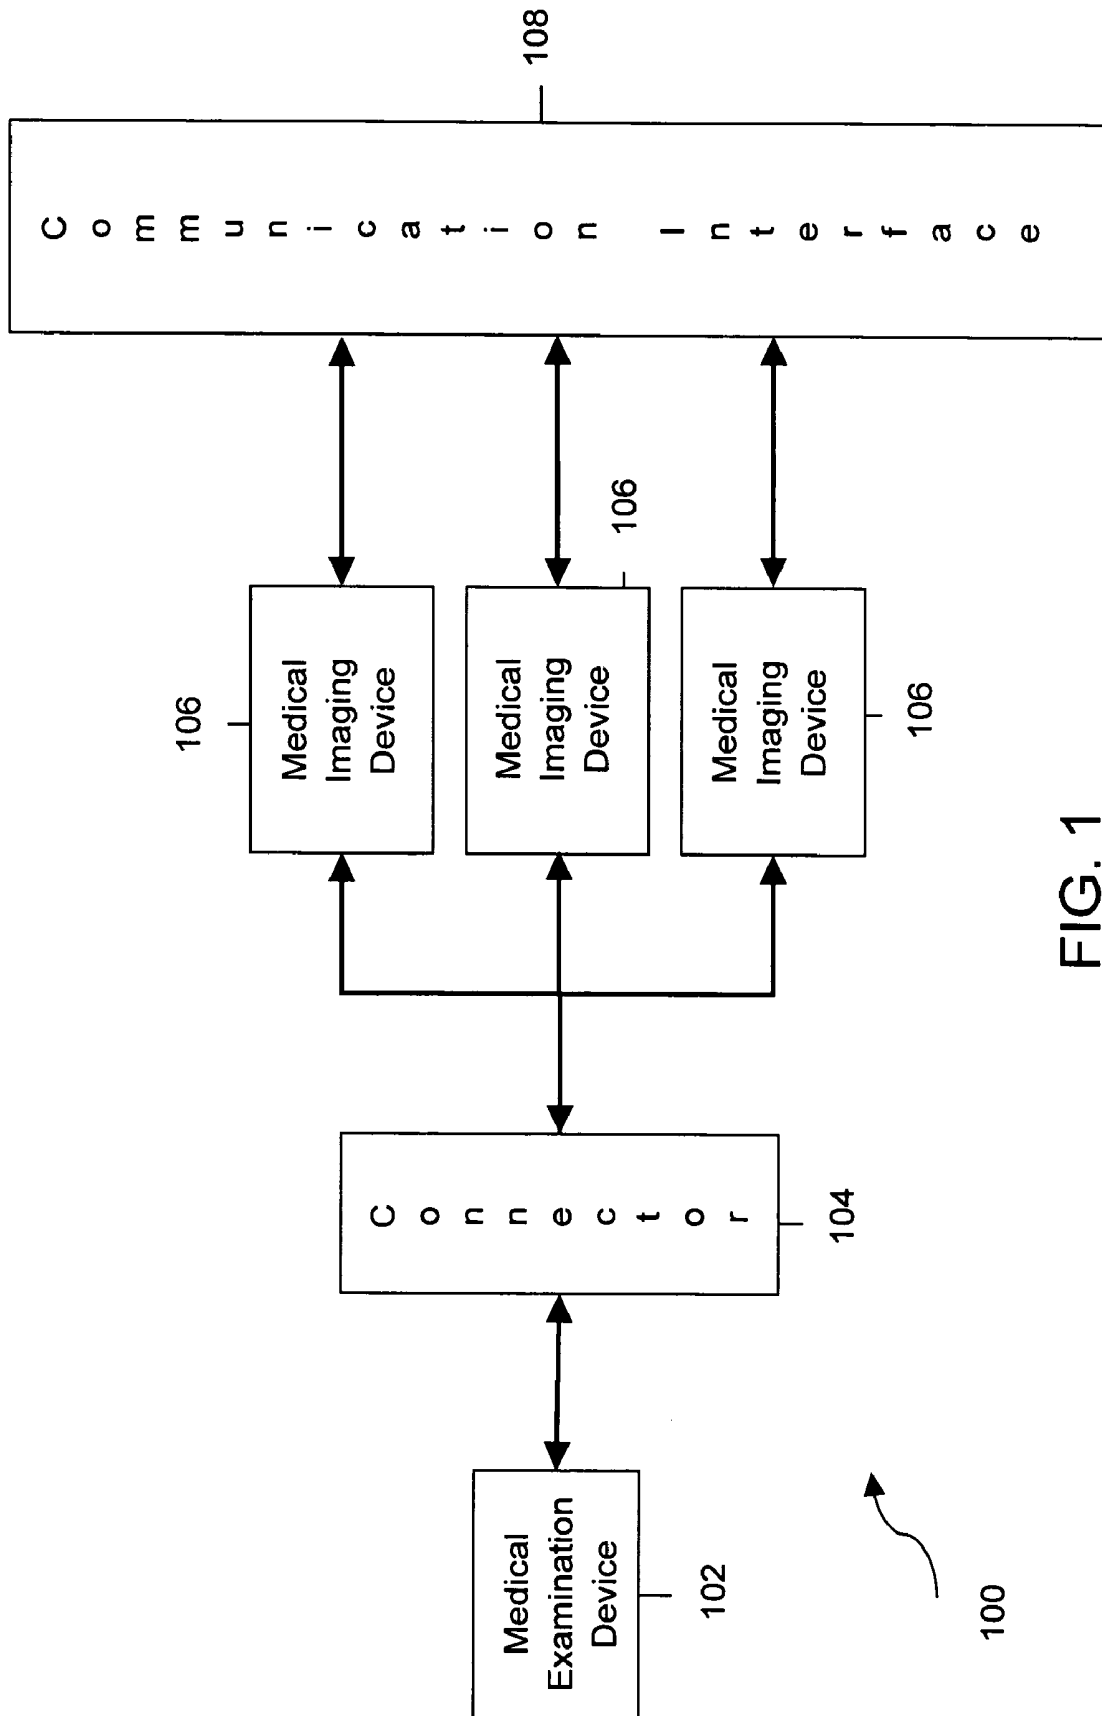 Medical
Examination
Device
102
Connector
104
106
Medical
Imaging
Device
Medical
Imaging
Device
106
Medical
Imaging
Device
106
Communication Interface
108
100
FIG. 1